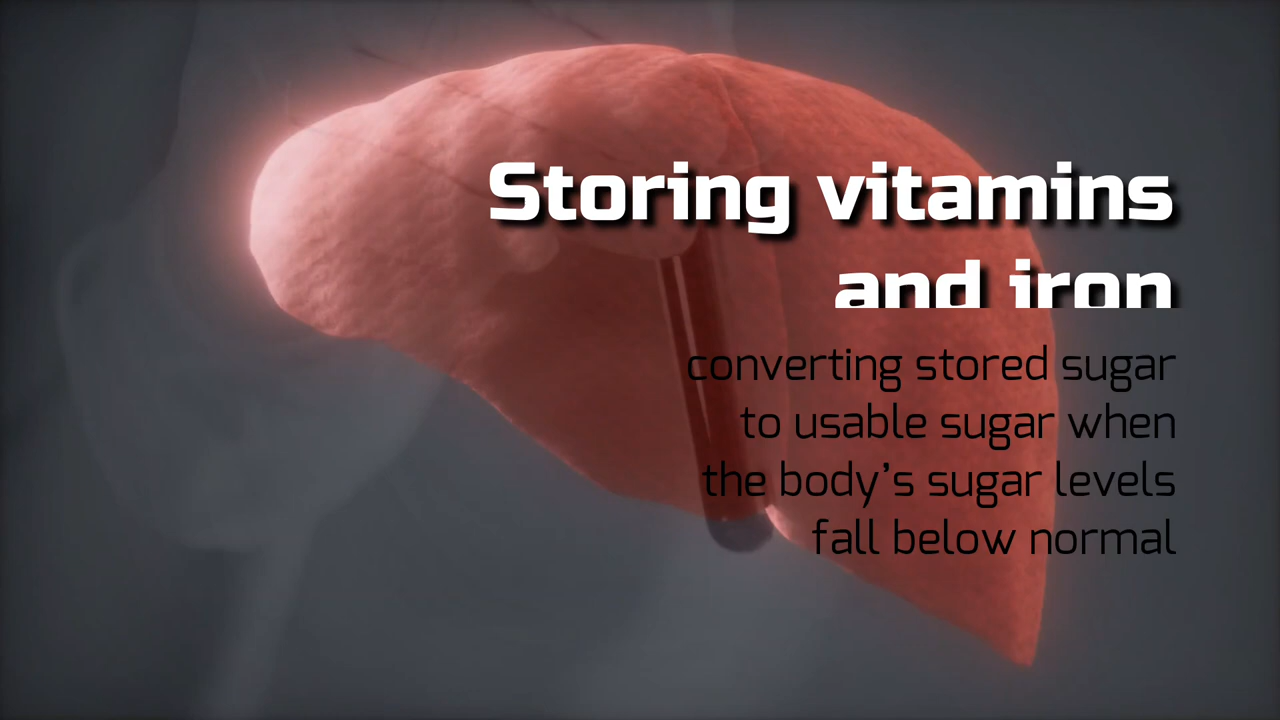 Storing vitamins
and iron
converting stored sugar
to usable sugar when
the body’s sugar levels
fall below normal